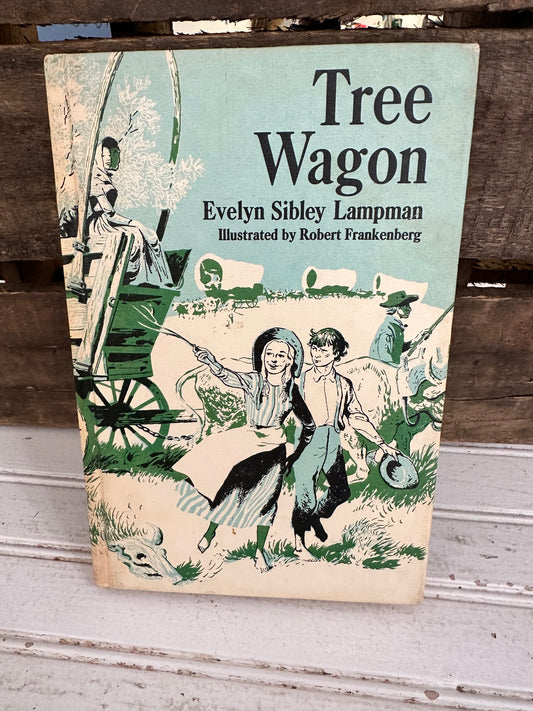 Tree
Wagon
Evelyn Sibley Lampman
Illustrated by Robert Frankenberg